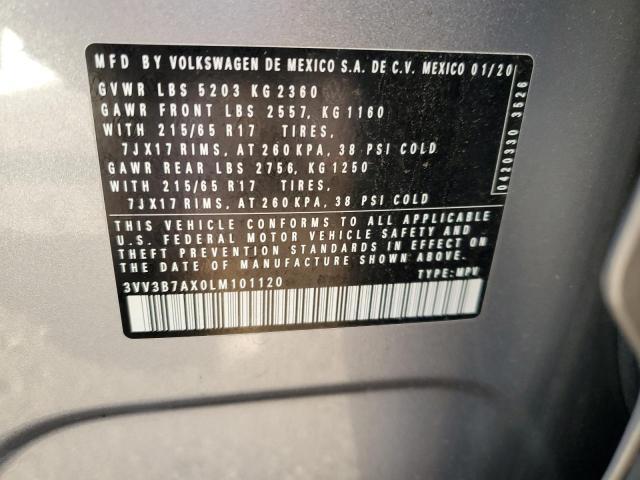 MFD BY VOLKSWAGEN DE MEXICO S.A. DE C.V. MEXICO 01/20
GVWR LBS 5203 KG 2360
GAWR FRONT LBS 2557, KG 1160
WITH 215/65 R17 TIRES,
7JX17 RIMS, AT 260 KPA, 38 PSI COLD
GAWR REAR LBS 2756, KG 1250
WITH 215/65 R17 TIRES,
7JX17 RIMS, AT 260 KPA, 38 PSI COLD
THIS VEHICLE CONFORMS TO ALL APPLICABLE
U.S. FEDERAL MOTOR VEHICLE SAFETY AND
THEFT PREVENTION STANDARDS IN EFFECT ON
THE DATE OF MANUFACTURE SHOWN ABOVE.
3VV3B7AX0LM101120 TYPE: MPV
0420330 3526